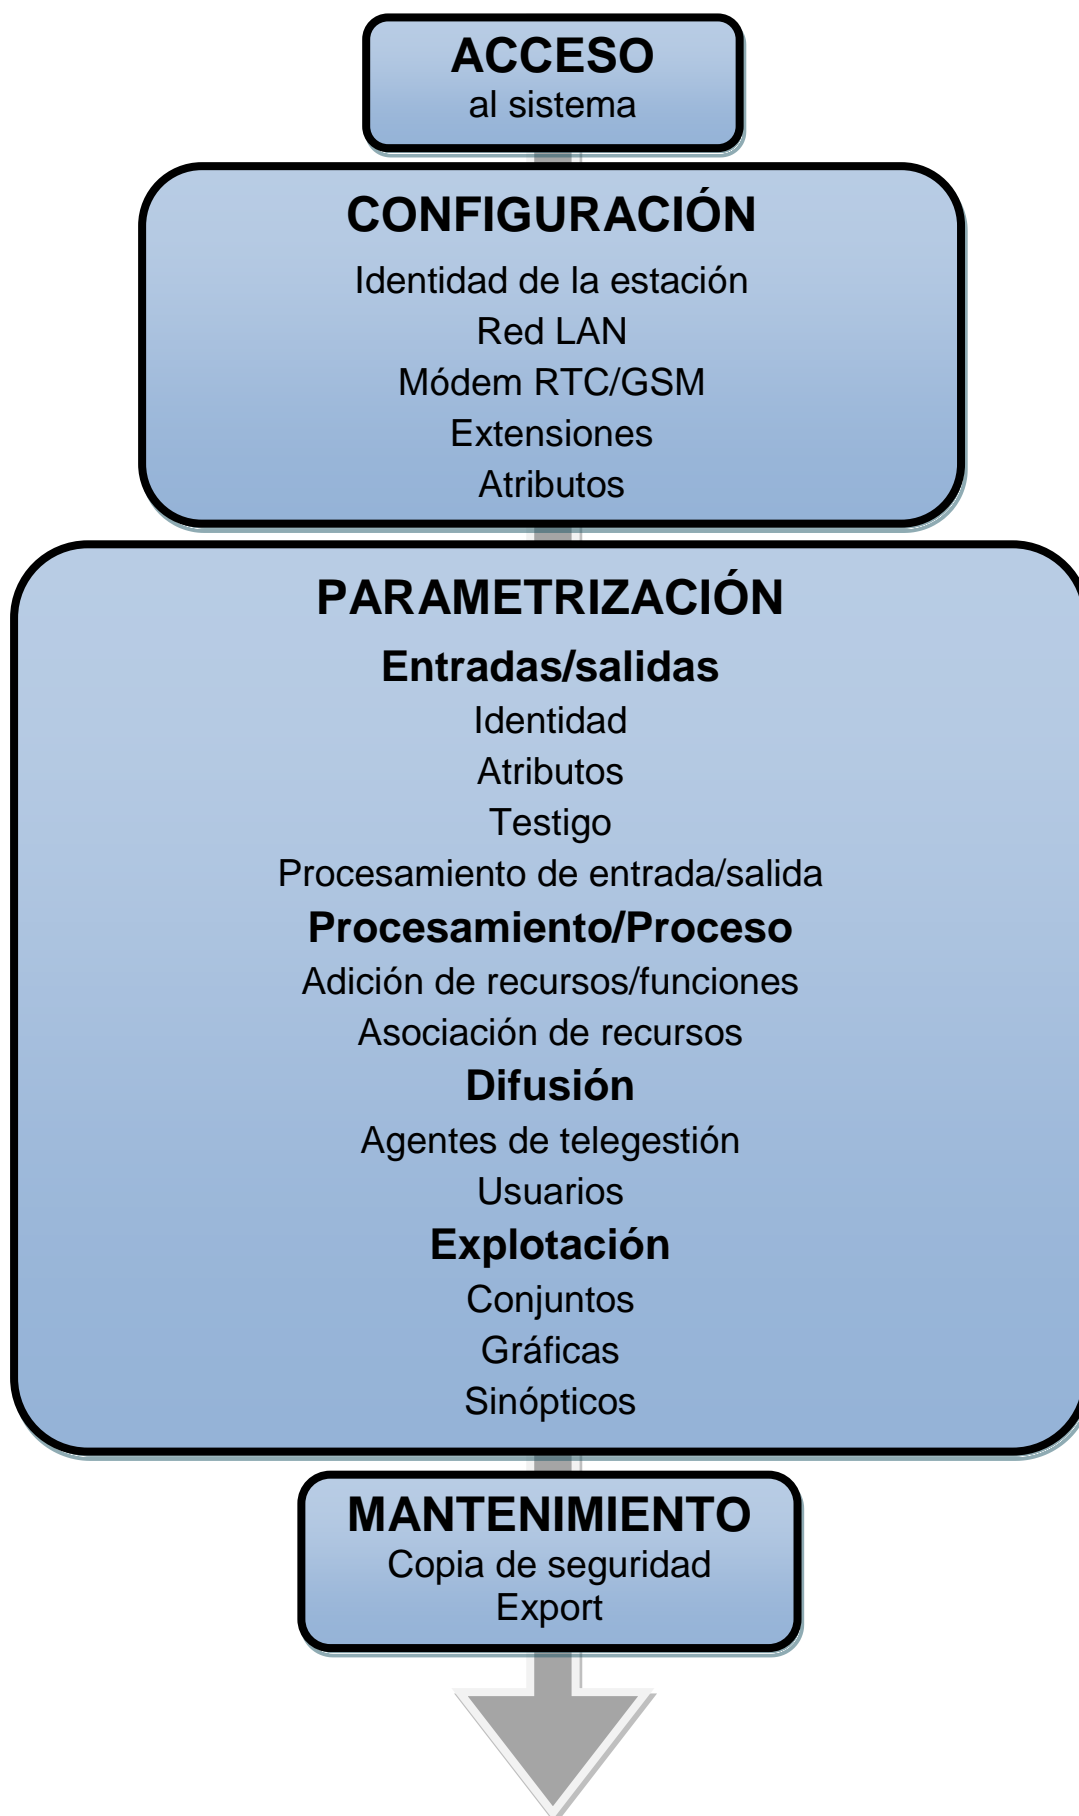 ACCESO
al sistema
CONFIGURACIÓN
Identidad de la estación
Red LAN
Módem RTC/GSM
Extensiones
Atributos
PARAMETRIZACIÓN
Entradas/salidas
Identidad
Atributos
Testigo
Procesamiento de entrada/salida
Procesamiento/Proceso
Adición de recursos/funciones
Asociación de recursos
Difusión
Agentes de telegestión
Usuarios
Explotación
Conjuntos
Gráficas
Sinópticos
MANTENIMIENTO
Copia de seguridad
Export